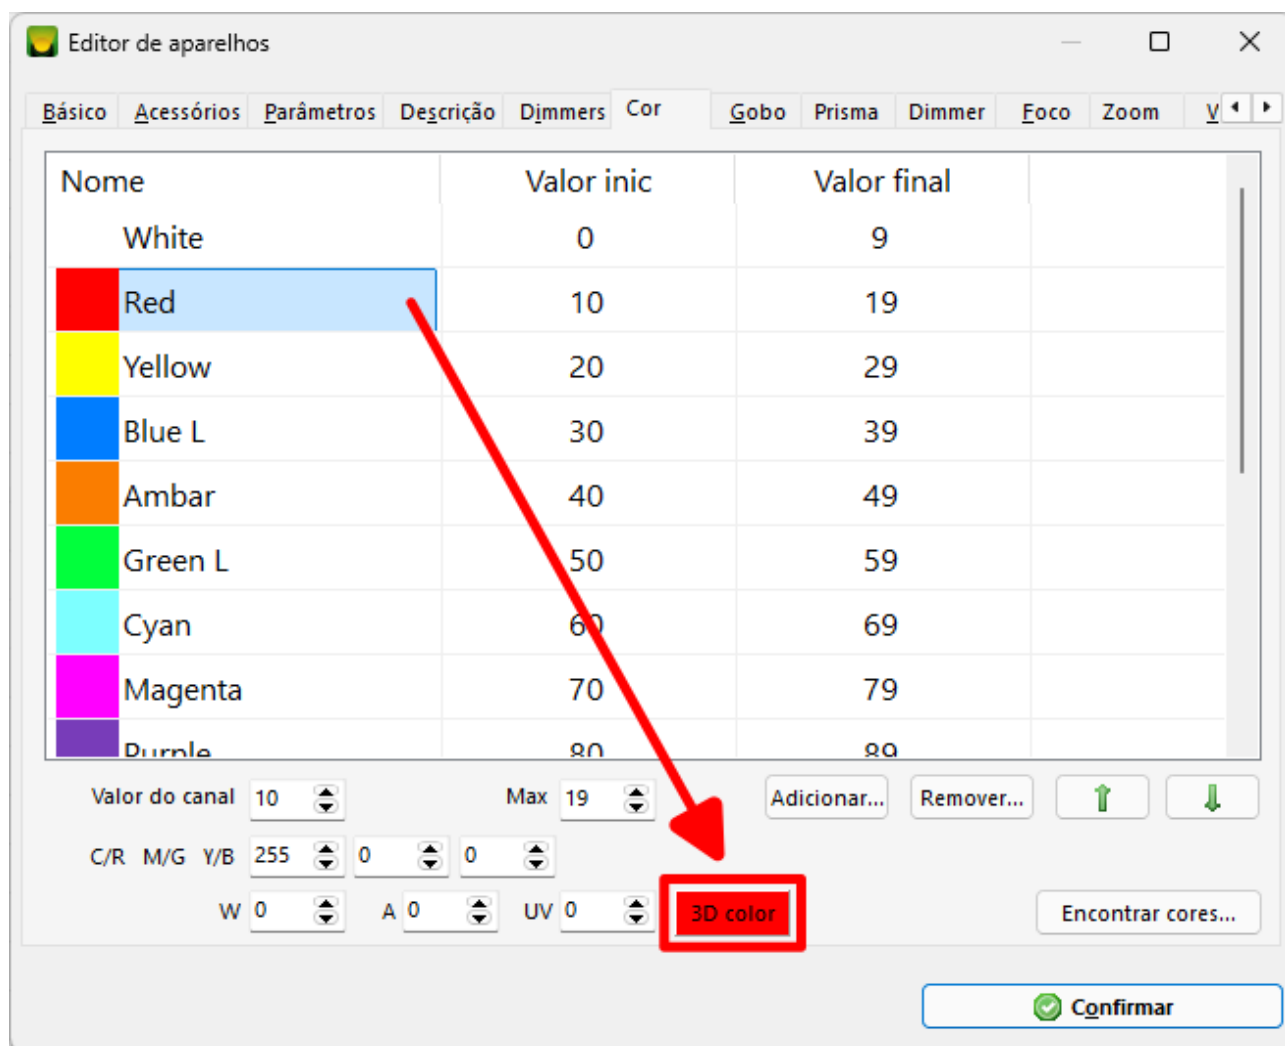 Editor de aparelhos
Básico Acessórios Parâmetros Descrição Dimmers Cor Gobo Prisma Dimmer Foco Zoom V
Nome Valor inic Valor final
White 0 9
Red 10 19
Yellow 20 29
Blue L 30 39
Ambar 40 49
Green L 50 59
Cyan 60 69
Magenta 70 79
Purple 80 89
Valor do canal 10 Max 19 Adicionar... Remover...
C/R M/G Y/B 255 0 0
W 0 A 0 UV 0 3D color Encontrar cores...
Confirmar